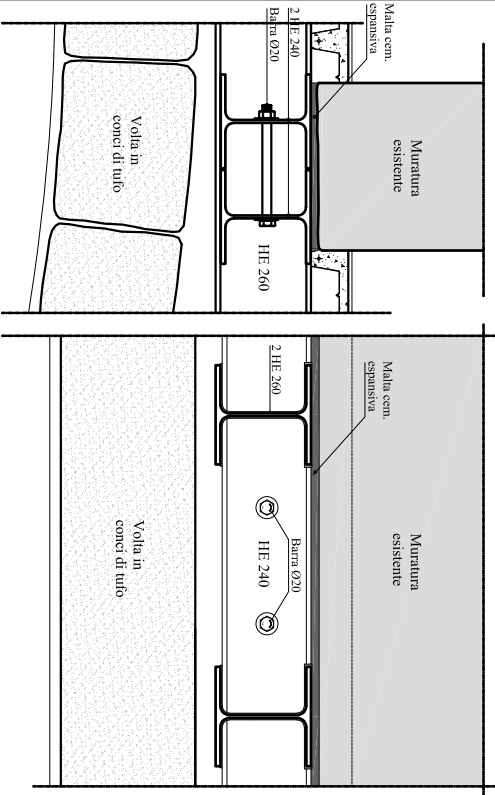 Malta cem.
espansiva
2 HE 240
Barra Ø20
Muratura
esistente
HE 260
Volta in
conci di tufo
Malta cem.
espansiva
2 HE 260
Muratura
esistente
Barra Ø20
HE 240
Volta in
conci di tufo